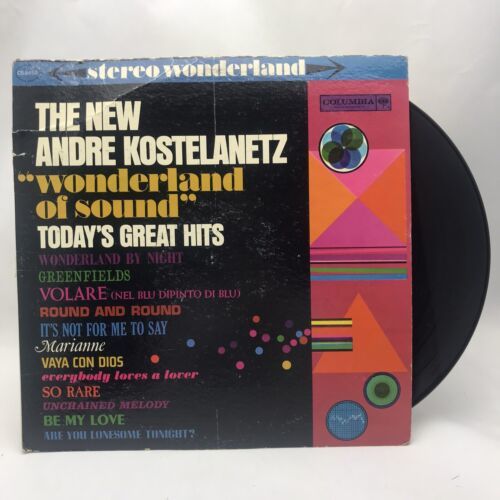 stereo wonderland
COLUMBIA
THE NEW
ANDRE KOSTELANETZ
"wonderland
of sound"
TODAY'S GREAT HITS
WONDERLAND BY NIGHT
GREENFIELDS
VOLARE (NEL BLU DIPINTO DI BLU)
ROUND AND ROUND
IT'S NOT FOR ME TO SAY
Marianne
VAYA CON DIOS
everybody loves a lover
SO RARE
UNCHAINED MELODY
BE MY LOVE
ARE YOU LONESOME TONIGHT?